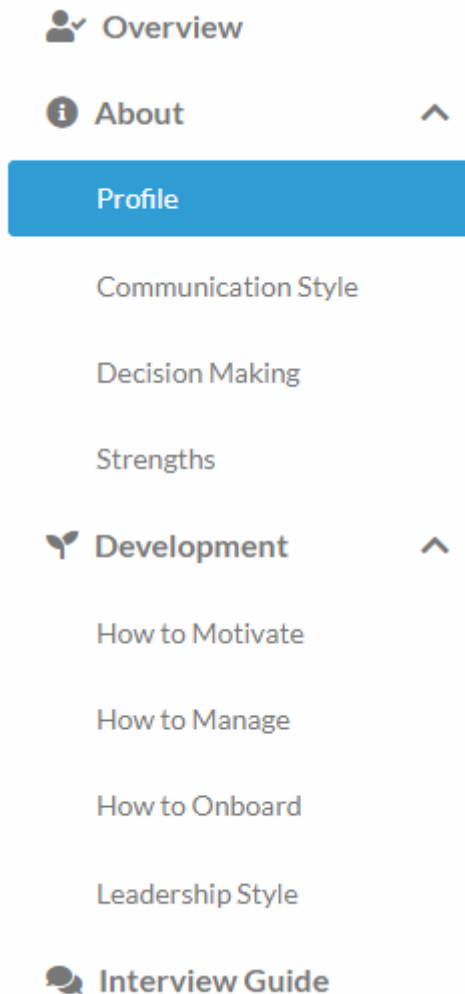 Overview
About
Profile
Communication Style
Decision Making
Strengths
Development
How to Motivate
How to Manage
How to Onboard
Leadership Style
Interview Guide